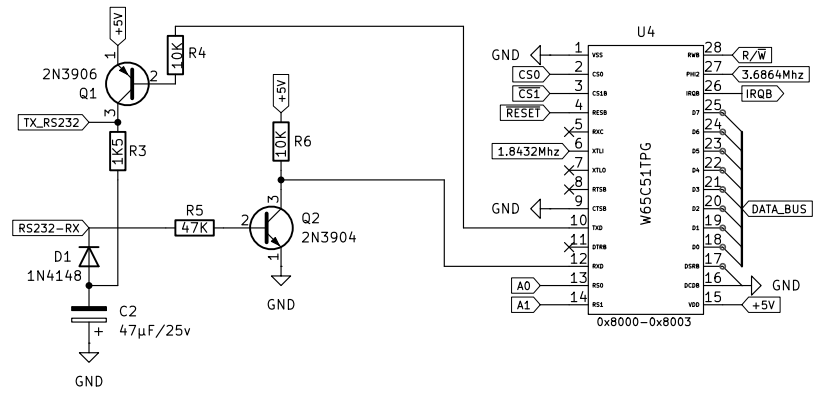 +5V
1
2N3906
Q1
2
3
10K
R4
TX_RS232
1K5
R3
+5V
10K
R6
RS232-RX
R5
47K
3
2
1
Q2
2N3904
GND
D1
1N4148
C2
47µF/25v
+
GND
U4
W65C51TPG
GND
1 VSS
CS0
2 CS0
CS1
3 CS1B
RESET
4 RESB
5 RXC
1.8432Mhz
6 XTLI
7 XTLO
8 RTSB
GND
9 CTSB
10 TXD
11 DTRB
12 RXD
A0
13 RS0
A1
14 RS1
RWB 28
R/W
PHI2 27
3.6864Mhz
IRQB 26
IRQB
D7 25
D6 24
D5 23
D4 22
D3 21
D2 20
D1 19
D0 18
DATA_BUS
DSRB 17
DCDB 16
GND
VDD 15
+5V
0x8000-0x8003